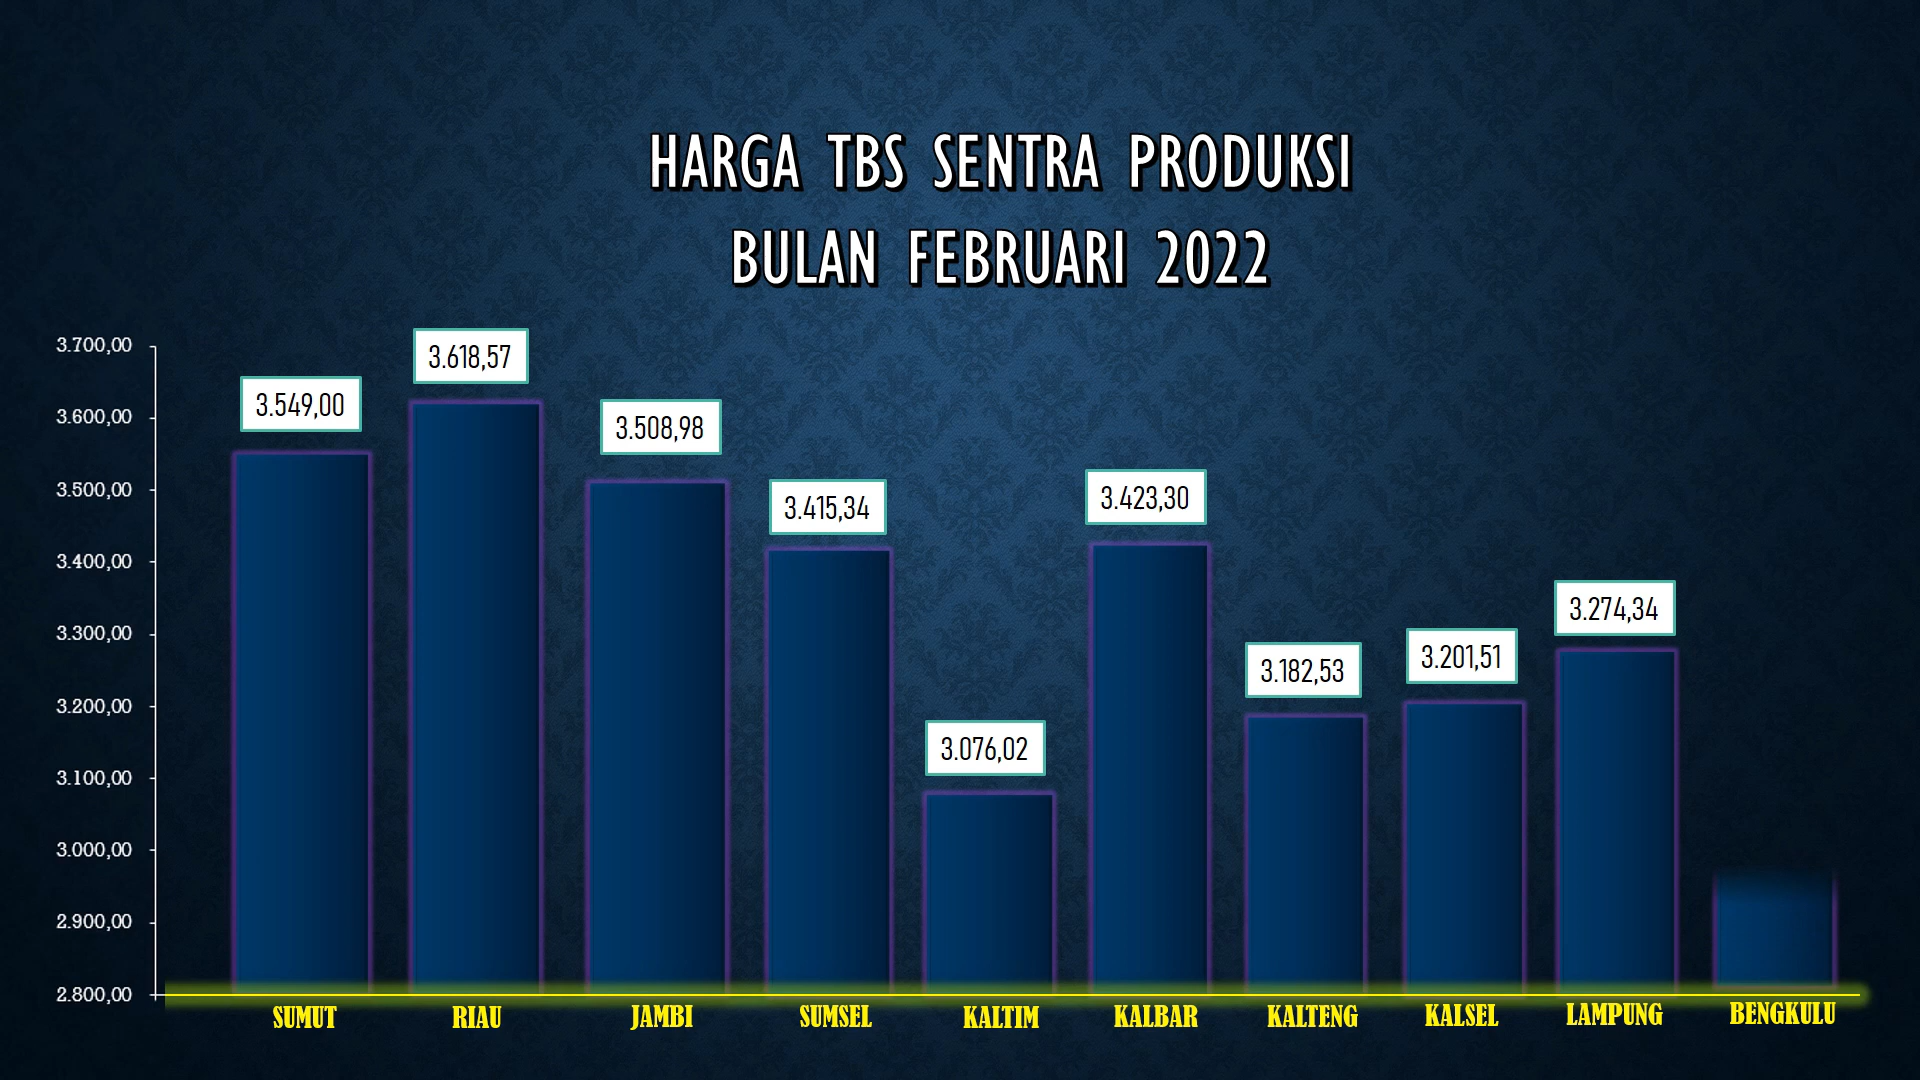 HARGA TBS SENTRA PRODUKSI
BULAN FEBRUARI 2022
3.700,00
3.600,00
3.500,00
3.400,00
3.300,00
3.200,00
3.100,00
3.000,00
2.900,00
2.800,00
3.549,00
3.618,57
3.508,98
3.415,34
3.076,02
3.423,30
3.182,53
3.201,51
3.274,34
SUMUT
RIAU
JAMBI
SUMSEL
KALTIM
KALBAR
KALTENG
KALSEL
LAMPUNG
BENGKULU